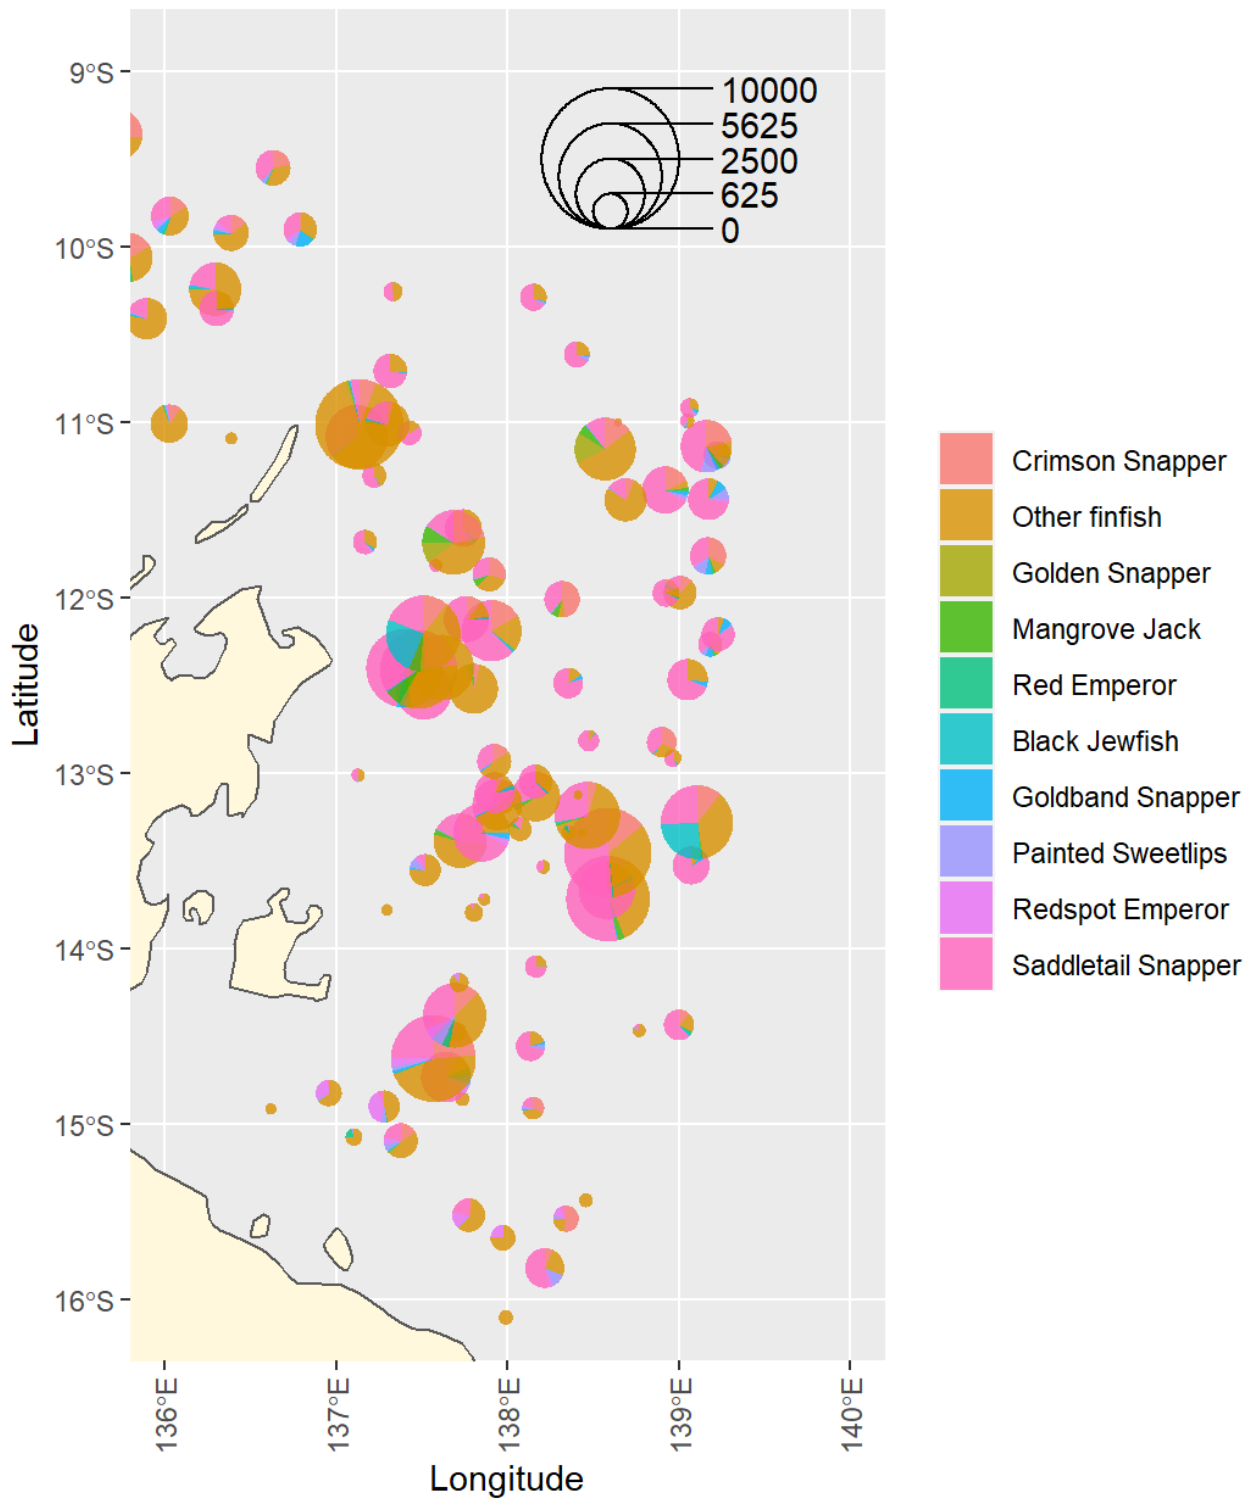 9°S
10°S
11°S
12°S
13°S
14°S
15°S
16°S
Latitude
10000
5625
2500
625
0
Crimson Snapper
Other finfish
Golden Snapper
Mangrove Jack
Red Emperor
Black Jewfish
Goldband Snapper
Painted Sweetlips
Redspot Emperor
Saddletail Snapper
136°E
137°E
138°E
139°E
140°E
Longitude